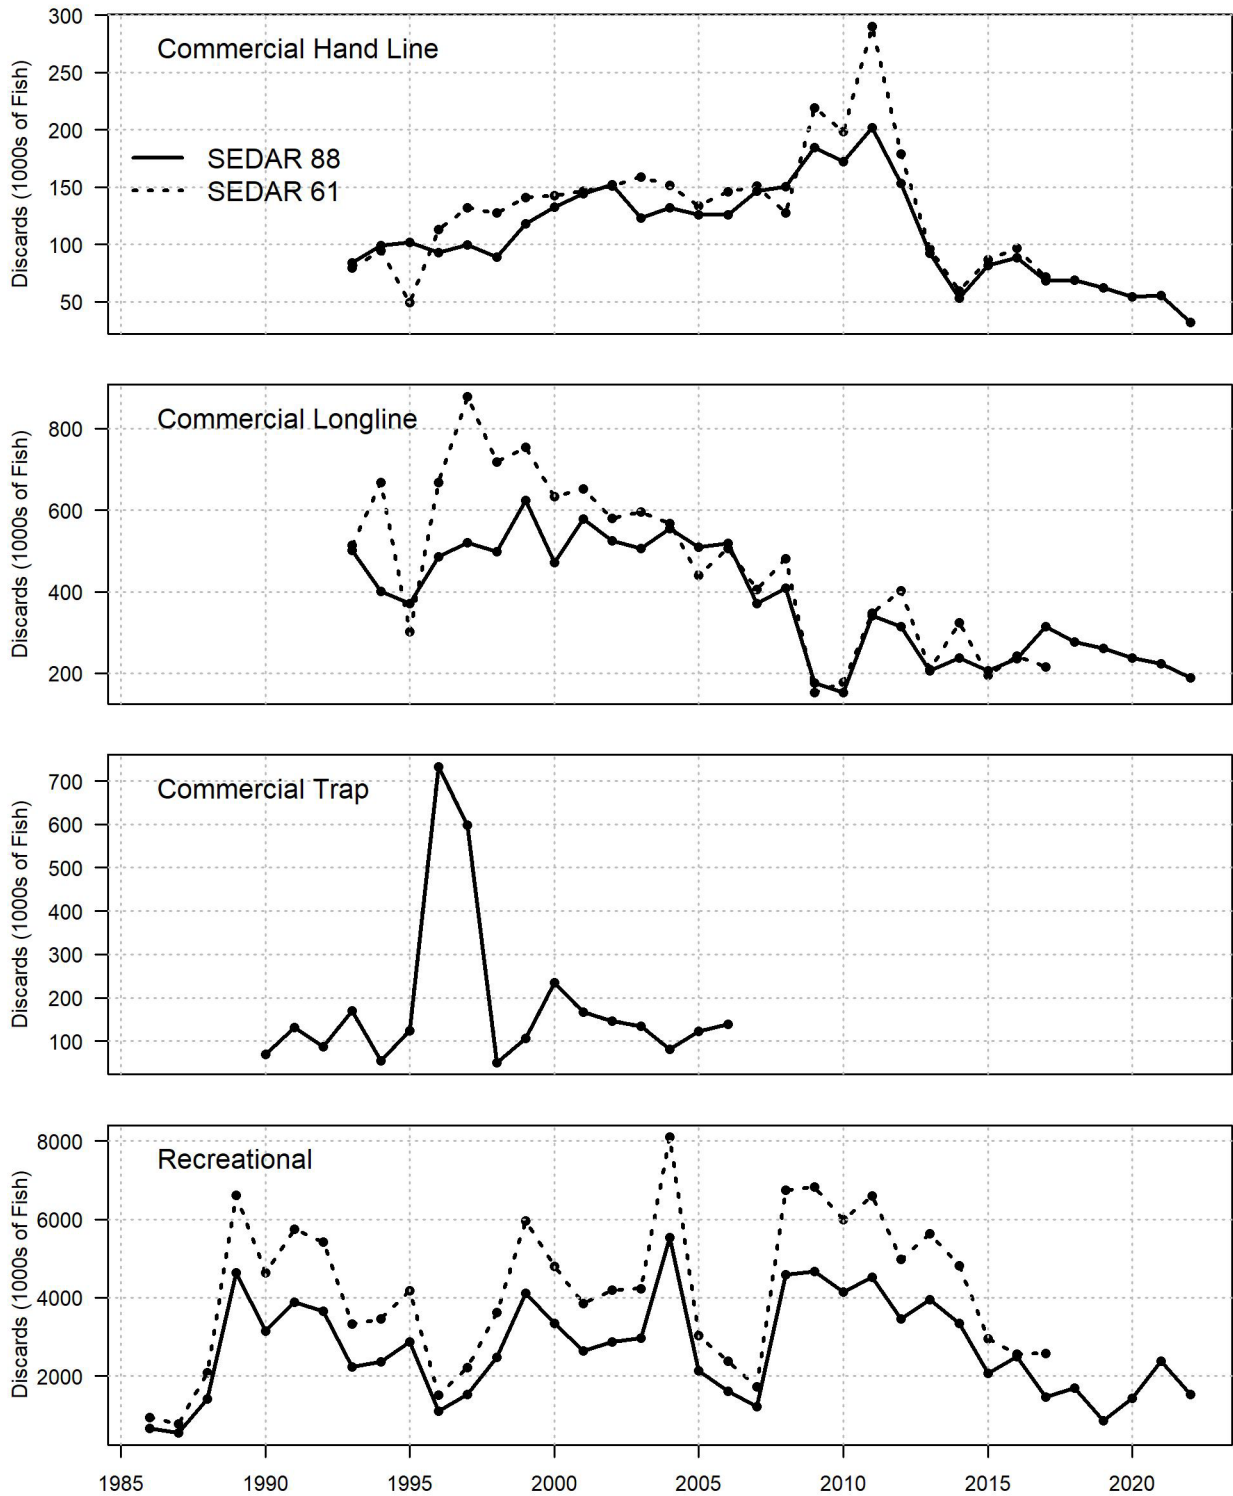 Commercial Hand Line
SEDAR 88
SEDAR 61
Discards (1000s of Fish)
300
250
200
150
100
50
Commercial Longline
Discards (1000s of Fish)
800
600
400
200
Commercial Trap
Discards (1000s of Fish)
700
600
500
400
300
200
100
Recreational
Discards (1000s of Fish)
8000
6000
4000
2000
1985 1990 1995 2000 2005 2010 2015 2020